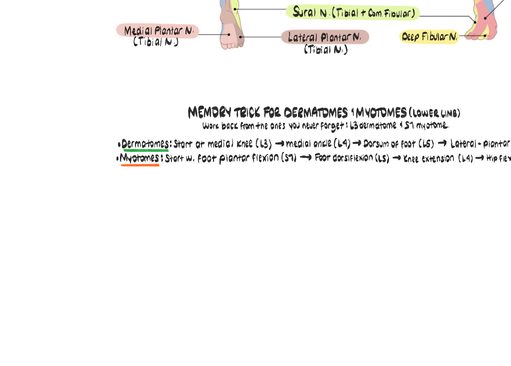 Sural N. (Tibial + Com Fibular)
Medial Plantar N. (Tibial N.)
Lateral Plantar N. (Tibial N.)
Deep Fibular N.
MEMORY TRICK FOR DERMATOMES & MYOTOMES (LOWER LIMB)
Work back from the ones you never forget: L3 dermatome & S1 myotome.
• Dermatomes: Start at medial knee (L3) → medial ankle (L4) → Dorsum of foot (L5) → Lateral - plantar
• Myotomes: Start w. foot plantar flexion (S1) → Foot dorsiflexion (L5) → Knee extension (L4) → Hip flex